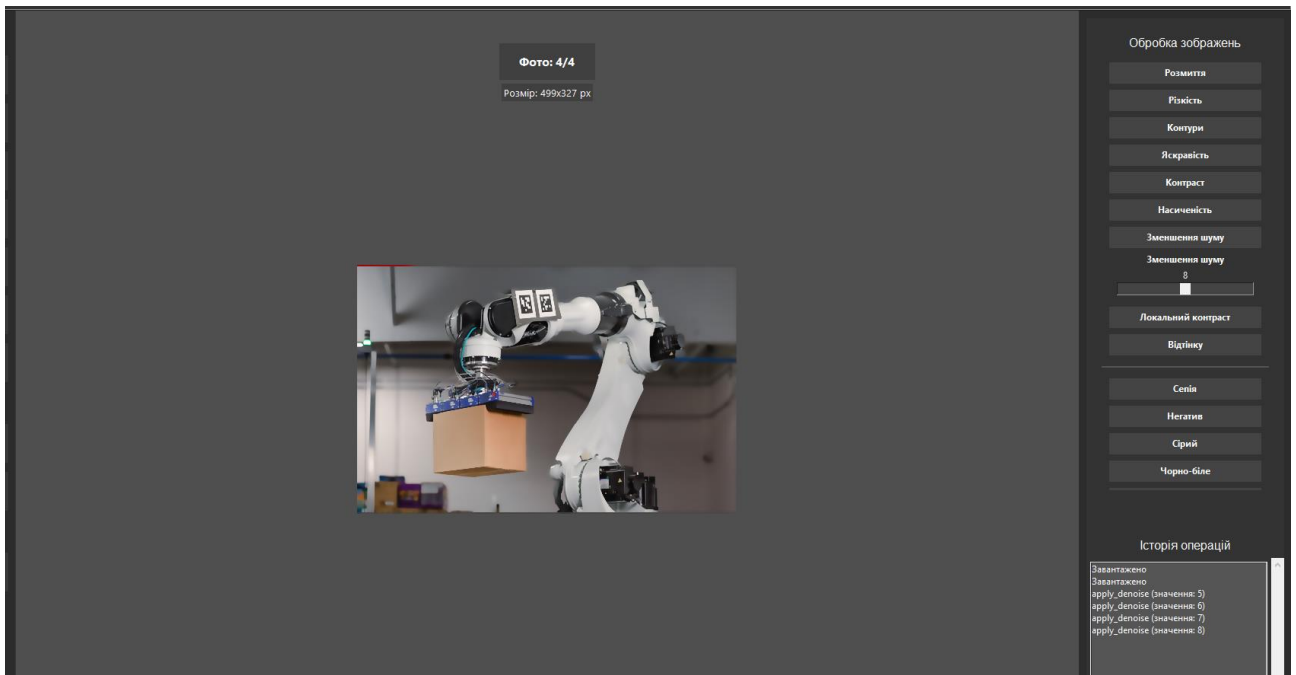 Фото: 4/4
Розмір: 499x327 px
Обробка зображень
Розмиття
Різкість
Контури
Яскравість
Контраст
Насиченість
Зменшення шуму
Зменшення шуму
8
Локальний контраст
Відтінку
Сепія
Негатив
Сірий
Чорно-біле
Історія операцій
Завантажено
Завантажено
apply_denoise (значення: 5)
apply_denoise (значення: 6)
apply_denoise (значення: 7)
apply_denoise (значення: 8)